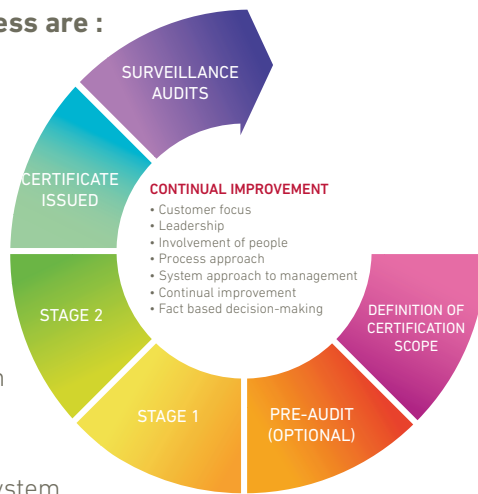 ess are :
SURVEILLANCE
AUDITS
CERTIFICATE
ISSUED
CONTINUAL IMPROVEMENT
• Customer focus
• Leadership
• Involvement of people
• Process approach
• System approach to management
• Continual improvement
• Fact based decision-making
DEFINITION OF
CERTIFICATION
SCOPE
STAGE 2
STAGE 1
PRE-AUDIT
(OPTIONAL)
ystem